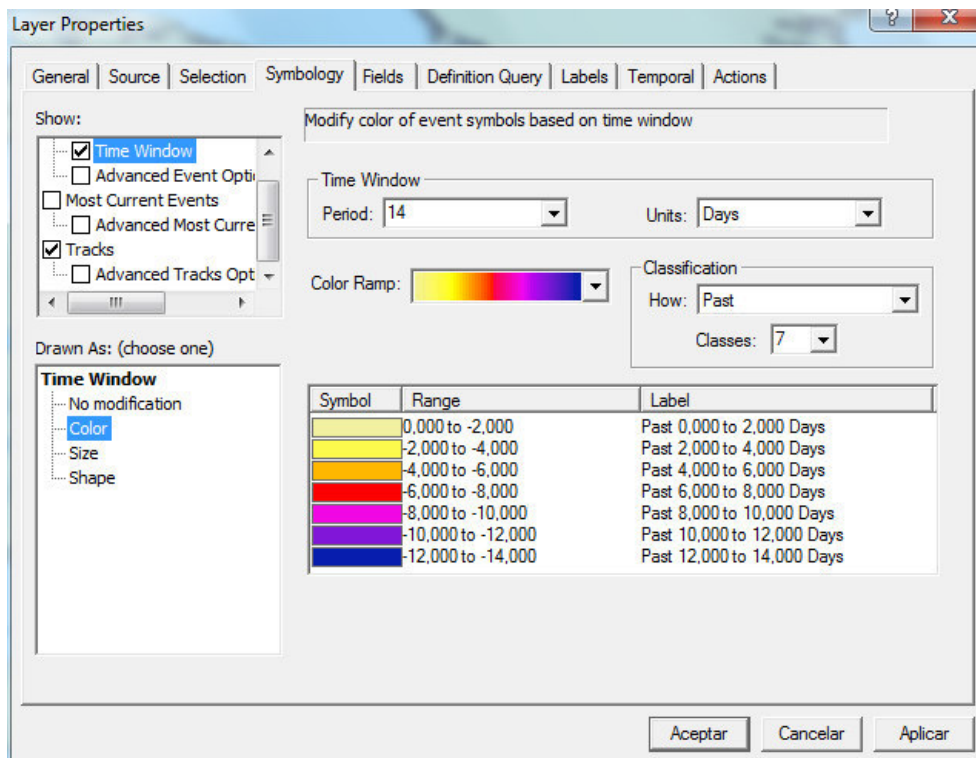 Layer Properties
General Source Selection Symbology Fields Definition Query Labels Temporal Actions
Show:
Time Window
Advanced Event Opti
Most Current Events
Advanced Most Curre
Tracks
Advanced Tracks Opt
Drawn As: (choose one)
Time Window
No modification
Color
Size
Shape
Modify color of event symbols based on time window
Time Window
Period: 14 Units: Days
Color Ramp:
Classification
How: Past
Classes: 7
Symbol Range Label
0,000 to -2,000 Past 0,000 to 2,000 Days
-2,000 to -4,000 Past 2,000 to 4,000 Days
-4,000 to -6,000 Past 4,000 to 6,000 Days
-6,000 to -8,000 Past 6,000 to 8,000 Days
-8,000 to -10,000 Past 8,000 to 10,000 Days
-10,000 to -12,000 Past 10,000 to 12,000 Days
-12,000 to -14,000 Past 12,000 to 14,000 Days
Aceptar Cancelar Aplicar